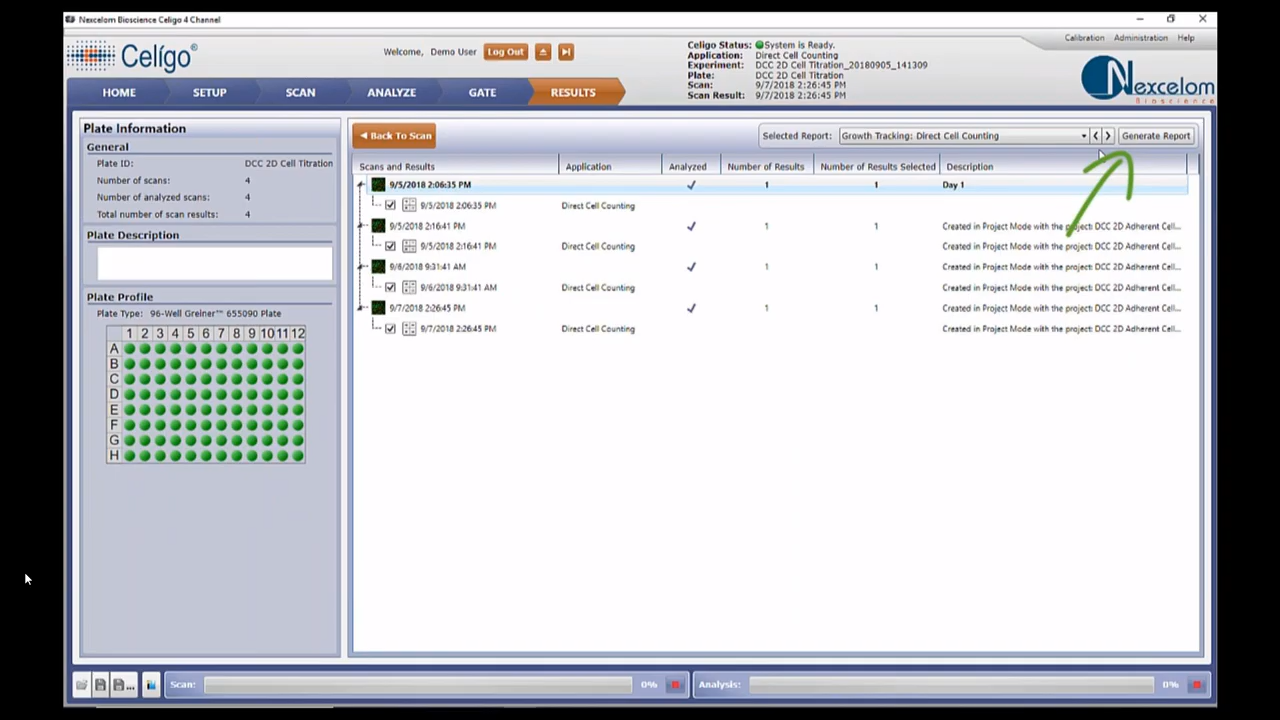 Nexcelom Bioscience Celigo 4 Channel
Calibration Administration Help
Celigo®
Welcome, Demo User Log Out
Celigo Status: System is Ready.
Application: Direct Cell Counting
Experiment: DCC 2D Cell Titration_20180905_141309
Plate: DCC 2D Cell Titration
Scan: 9/7/2018 2:26:45 PM
Scan Result: 9/7/2018 2:26:45 PM
Nexcelom
Bioscience
HOME SETUP SCAN ANALYZE GATE RESULTS
Plate Information
General
Plate ID: DCC 2D Cell Titration
Number of scans: 4
Number of analyzed scans: 4
Total number of scan results: 4
Plate Description
Plate Profile
Plate Type: 96-Well Greiner™ 655090 Plate
1 2 3 4 5 6 7 8 9 10 11 12
A
B
C
D
E
F
G
H
Back To Scan
Selected Report: Growth Tracking: Direct Cell Counting Generate Report
Scans and Results Application Analyzed Number of Results Number of Results Selected Description
9/5/2018 2:06:35 PM 1 1 Day 1
9/5/2018 2:06:35 PM Direct Cell Counting
9/5/2018 2:16:41 PM 1 1 Created in Project Mode with the project: DCC 2D Adherent Cell...
9/5/2018 2:16:41 PM Direct Cell Counting Created in Project Mode with the project: DCC 2D Adherent Cell...
9/6/2018 9:31:41 AM 1 1 Created in Project Mode with the project: DCC 2D Adherent Cell...
9/6/2018 9:31:41 AM Direct Cell Counting Created in Project Mode with the project: DCC 2D Adherent Cell...
9/7/2018 2:26:45 PM 1 1 Created in Project Mode with the project: DCC 2D Adherent Cell...
9/7/2018 2:26:45 PM Direct Cell Counting Created in Project Mode with the project: DCC 2D Adherent Cell...
Scan: 0% Analysis: 0%